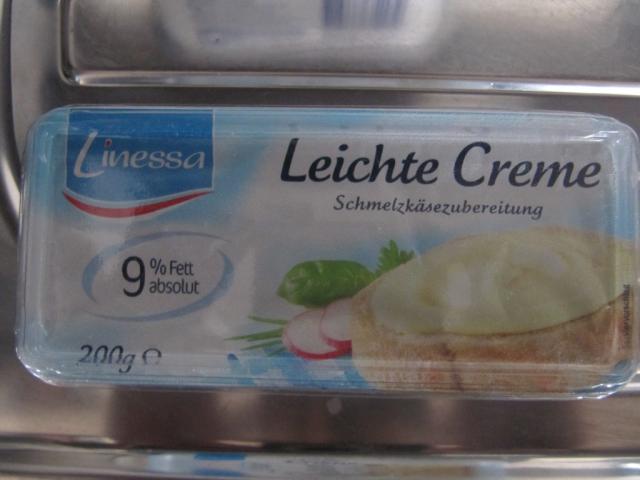 Linessa
Leichte Creme
Schmelzkäsezubereitung
9 % Fett
absolut
200g ℮